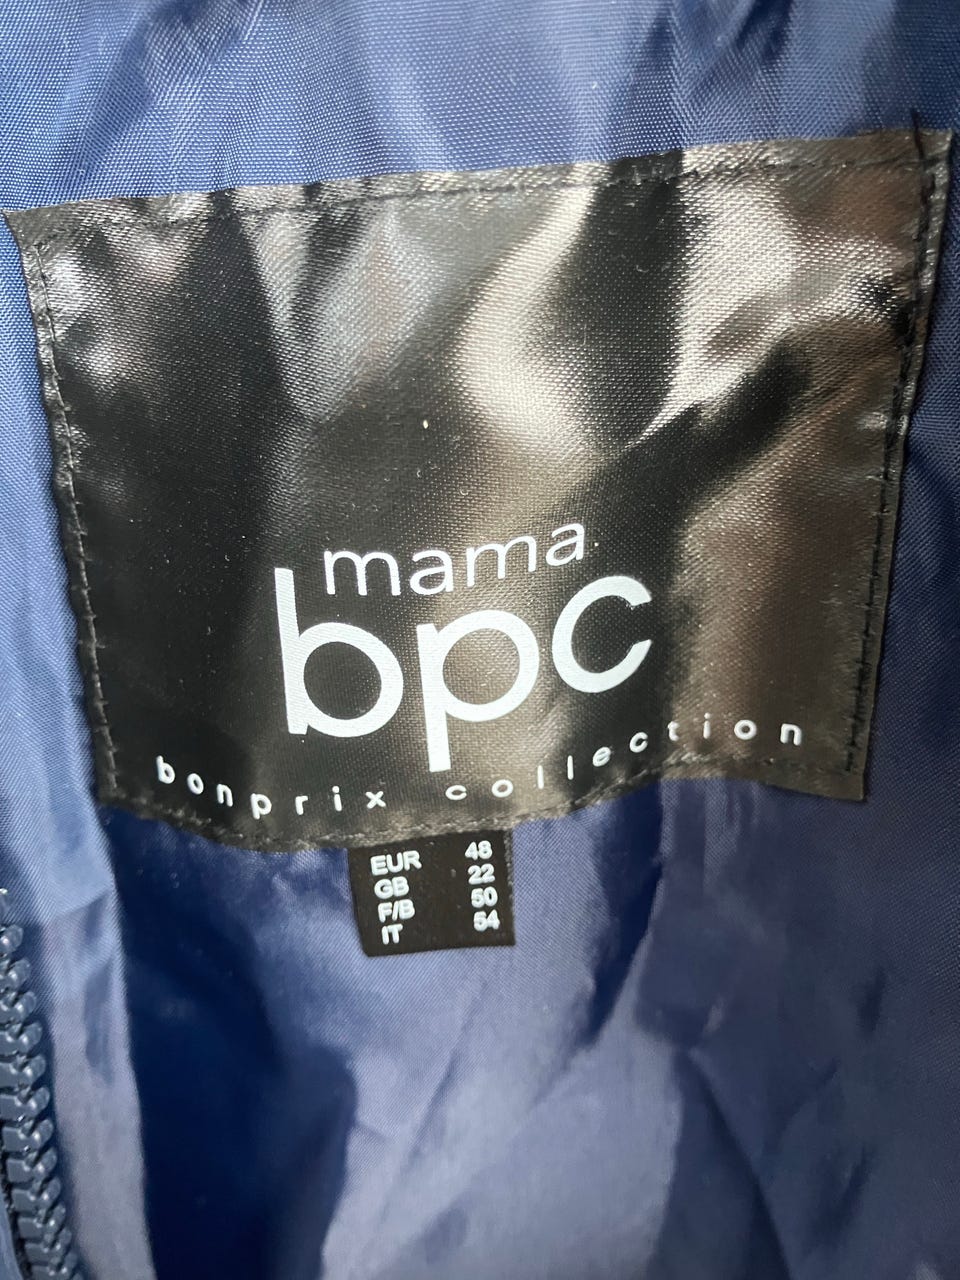 mama
bpc
bonprix collection
EUR 48
GB 22
F/B 50
IT 54